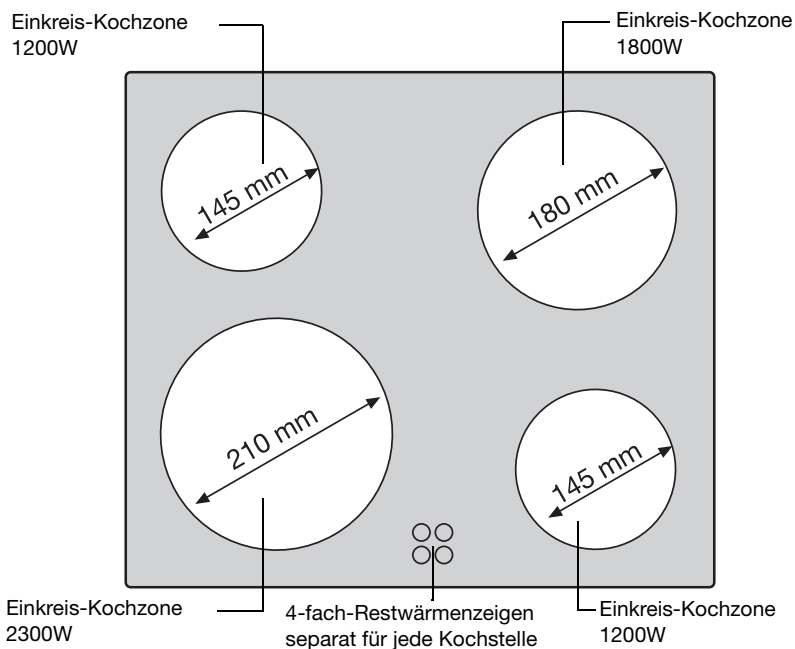 Einkreis-Kochzone
1200W
Einkreis-Kochzone
1800W
145 mm
180 mm
210 mm
145 mm
Einkreis-Kochzone
2300W
4-fach-Restwärmenzeigen
separat für jede Kochstelle
Einkreis-Kochzone
1200W